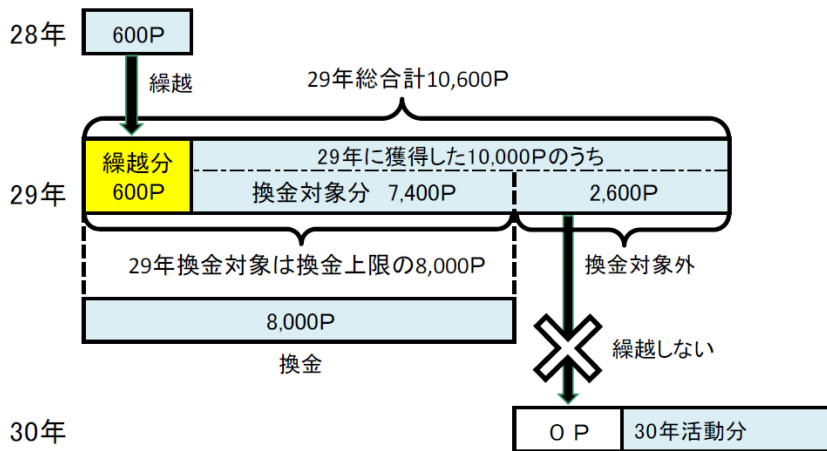 28年
600P
繰越
29年総合計10,600P
29年
繰越分
600P
29年に獲得した10,000Pのうち
換金対象分 7,400P
2,600P
29年換金対象は換金上限の8,000P
換金対象外
8,000P
換金
繰越しない
30年
０Ｐ
30年活動分